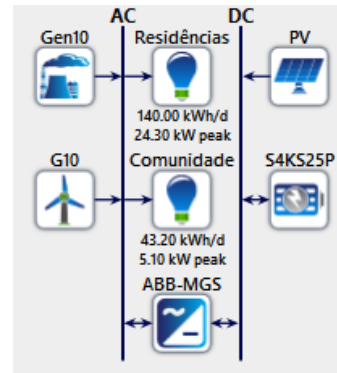 AC DC
Gen10 Residências PV
140.00 kWh/d
24.30 kW peak
G10 Comunidade S4KS25P
43.20 kWh/d
5.10 kW peak
ABB-MGS